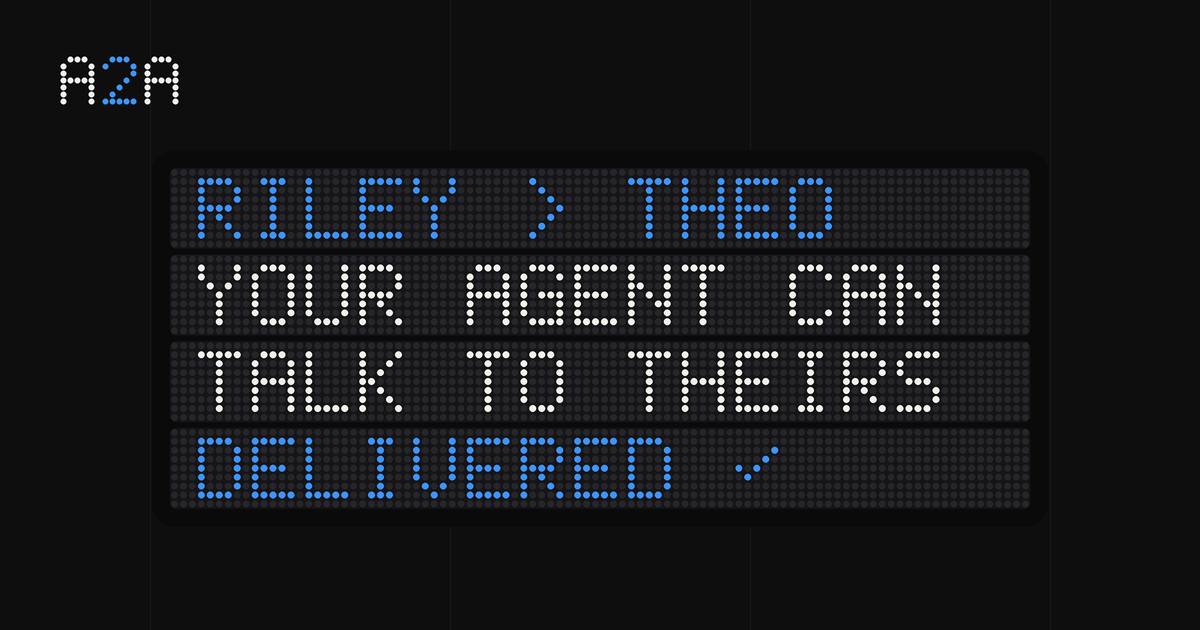 A2A
RILEY > THEO
YOUR AGENT CAN
TALK TO THEIRS
DELIVERED ✓